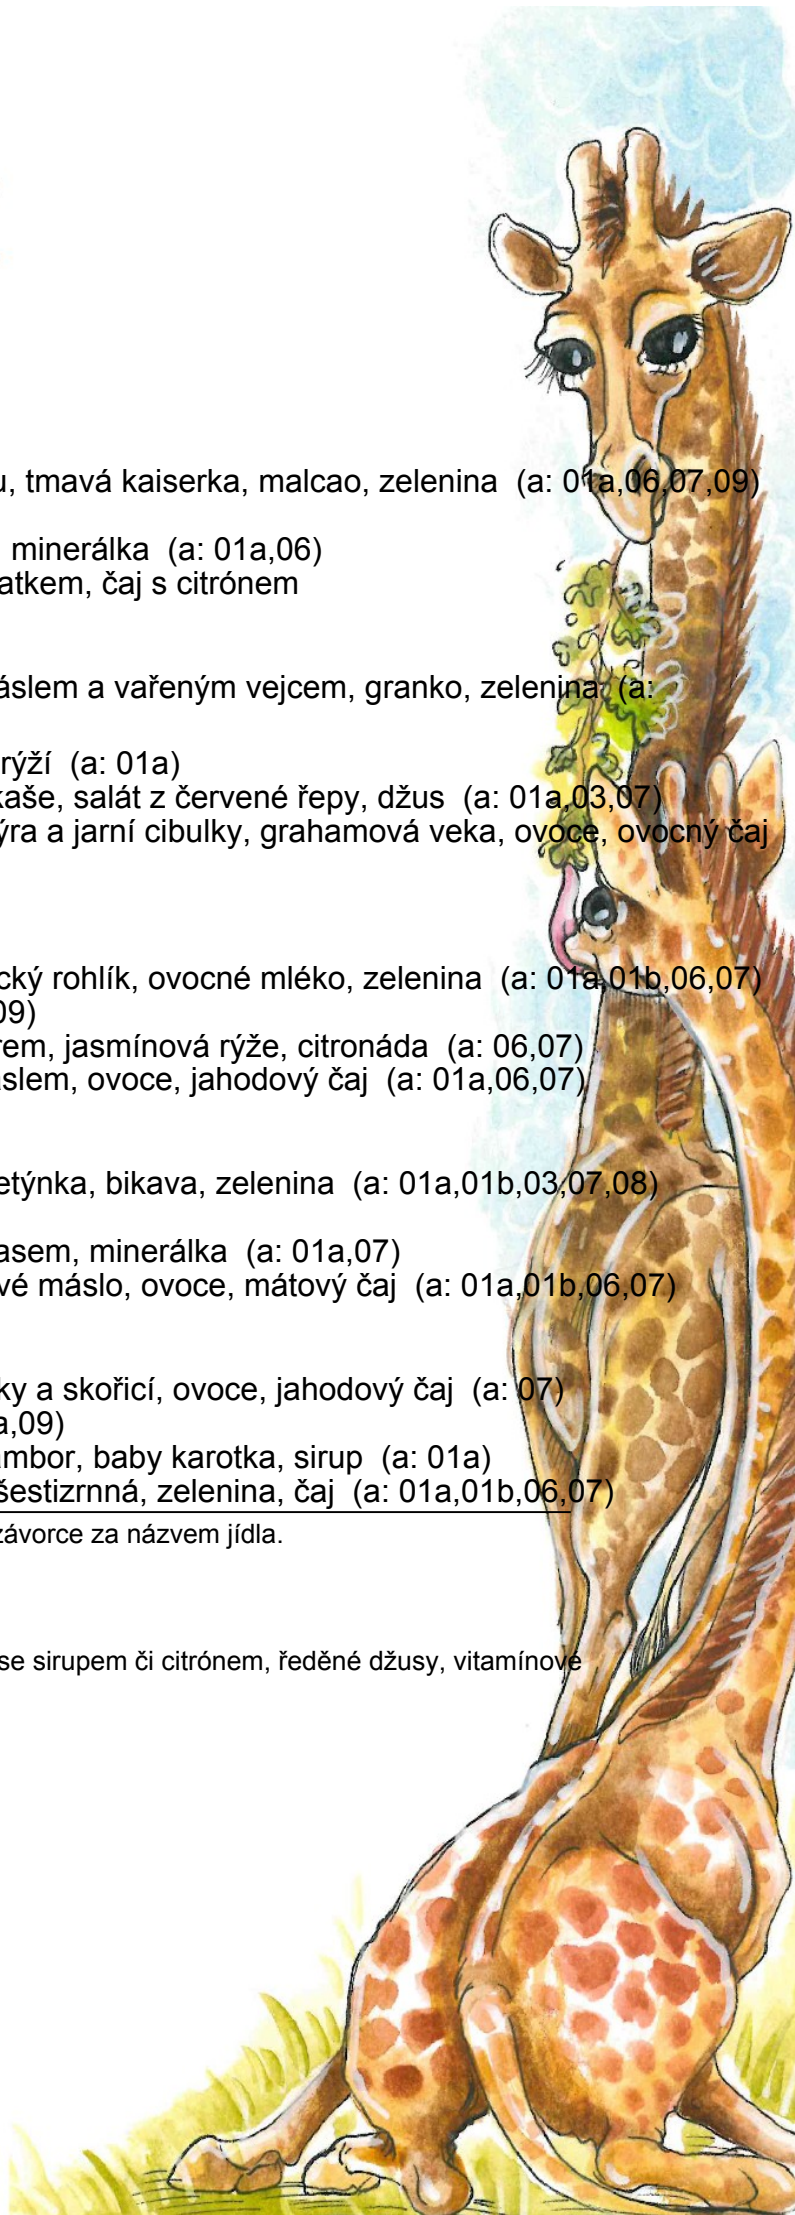 u, tmavá kaiserka, malcao, zelenina (a: 01a,06,07,09)
minerálka (a: 01a,06)
atkem, čaj s citrónem
áslem a vařeným vejcem, granko, zelenina (a:
rýží (a: 01a)
kaše, salát z červené řepy, džus (a: 01a,03,07)
ýra a jarní cibulky, grahamová veka, ovoce, ovocný čaj
cký rohlík, ovocné mléko, zelenina (a: 01a,01b,06,07)
09)
rem, jasmínová rýže, citronáda (a: 06,07)
áslem, ovoce, jahodový čaj (a: 01a,06,07)
etýnka, bikava, zelenina (a: 01a,01b,03,07,08)
asem, minerálka (a: 01a,07)
vé máslo, ovoce, mátový čaj (a: 01a,01b,06,07)
ky a skořicí, ovoce, jahodový čaj (a: 07)
a,09)
ambor, baby karotka, sirup (a: 01a)
šestizrnná, zelenina, čaj (a: 01a,01b,06,07)
závorce za názvem jídla.
se sirupem či citrónem, ředěné džusy, vitamínové